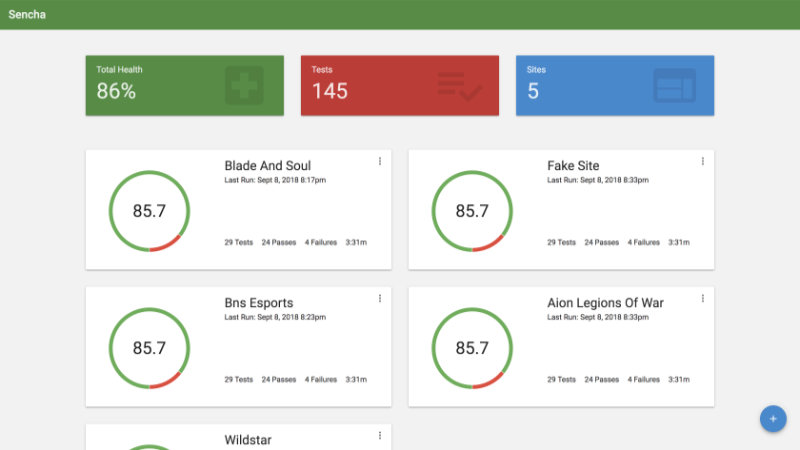 Sencha
Total Health
86%
Tests
145
Sites
5
Blade And Soul
Last Run: Sept 8, 2018 8:17pm
85.7
29 Tests 24 Passes 4 Failures 3:31m
Fake Site
Last Run: Sept 8, 2018 8:33pm
85.7
29 Tests 24 Passes 4 Failures 3:31m
Bns Esports
Last Run: Sept 8, 2018 8:23pm
85.7
29 Tests 24 Passes 4 Failures 3:31m
Aion Legions Of War
Last Run: Sept 8, 2018 8:33pm
85.7
29 Tests 24 Passes 4 Failures 3:31m
Wildstar
+